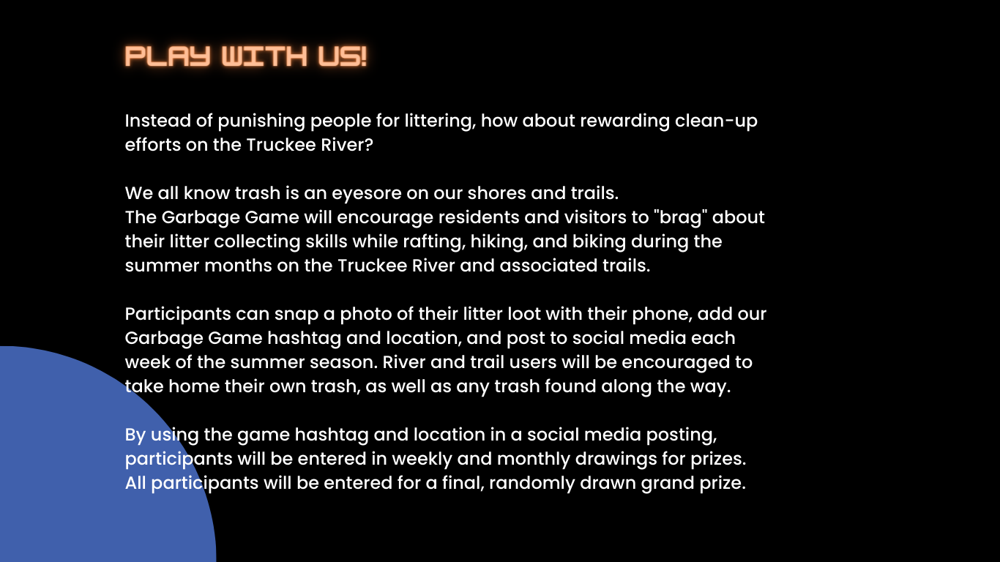 PLAY WITH US!
Instead of punishing people for littering, how about rewarding clean-up
efforts on the Truckee River?
We all know trash is an eyesore on our shores and trails.
The Garbage Game will encourage residents and visitors to "brag" about
their litter collecting skills while rafting, hiking, and biking during the
summer months on the Truckee River and associated trails.
Participants can snap a photo of their litter loot with their phone, add our
Garbage Game hashtag and location, and post to social media each
week of the summer season. River and trail users will be encouraged to
take home their own trash, as well as any trash found along the way.
By using the game hashtag and location in a social media posting,
participants will be entered in weekly and monthly drawings for prizes.
All participants will be entered for a final, randomly drawn grand prize.